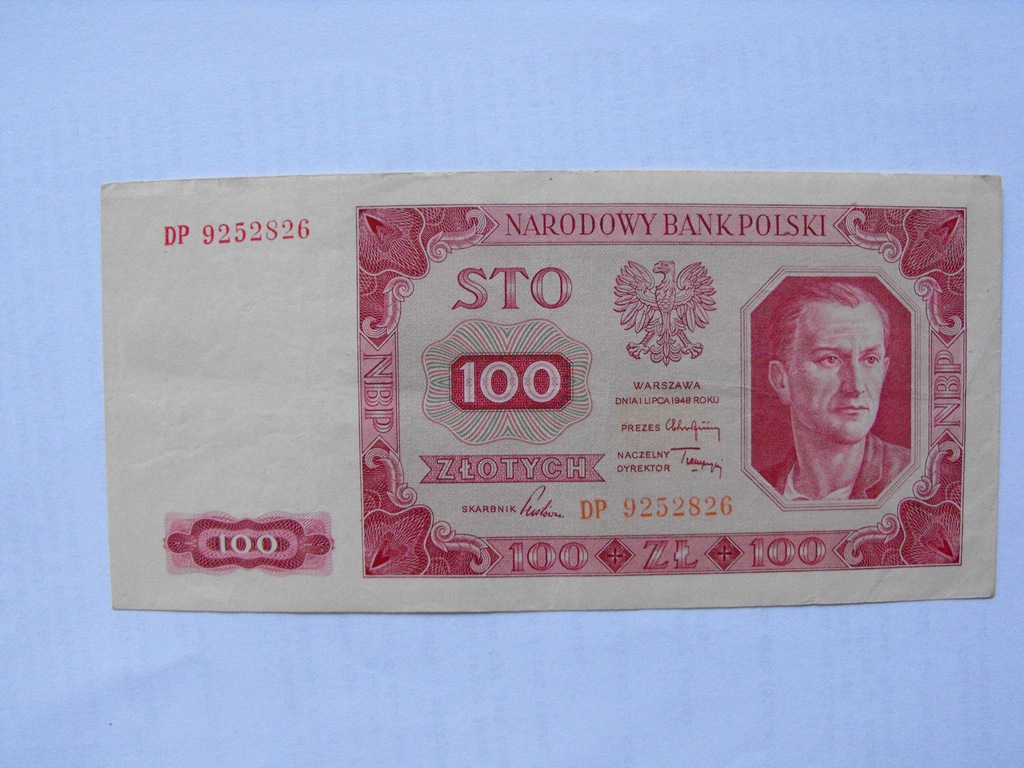 DP 9252826
NARODOWY BANK POLSKI
STO
100
ZŁOTYCH
WARSZAWA
DNIA 1 LIPCA 1948 ROKU
PREZES
NACZELNY
DYREKTOR
SKARBNIK
DP 9252826
NBP
NBP
100
100 ZŁ 100